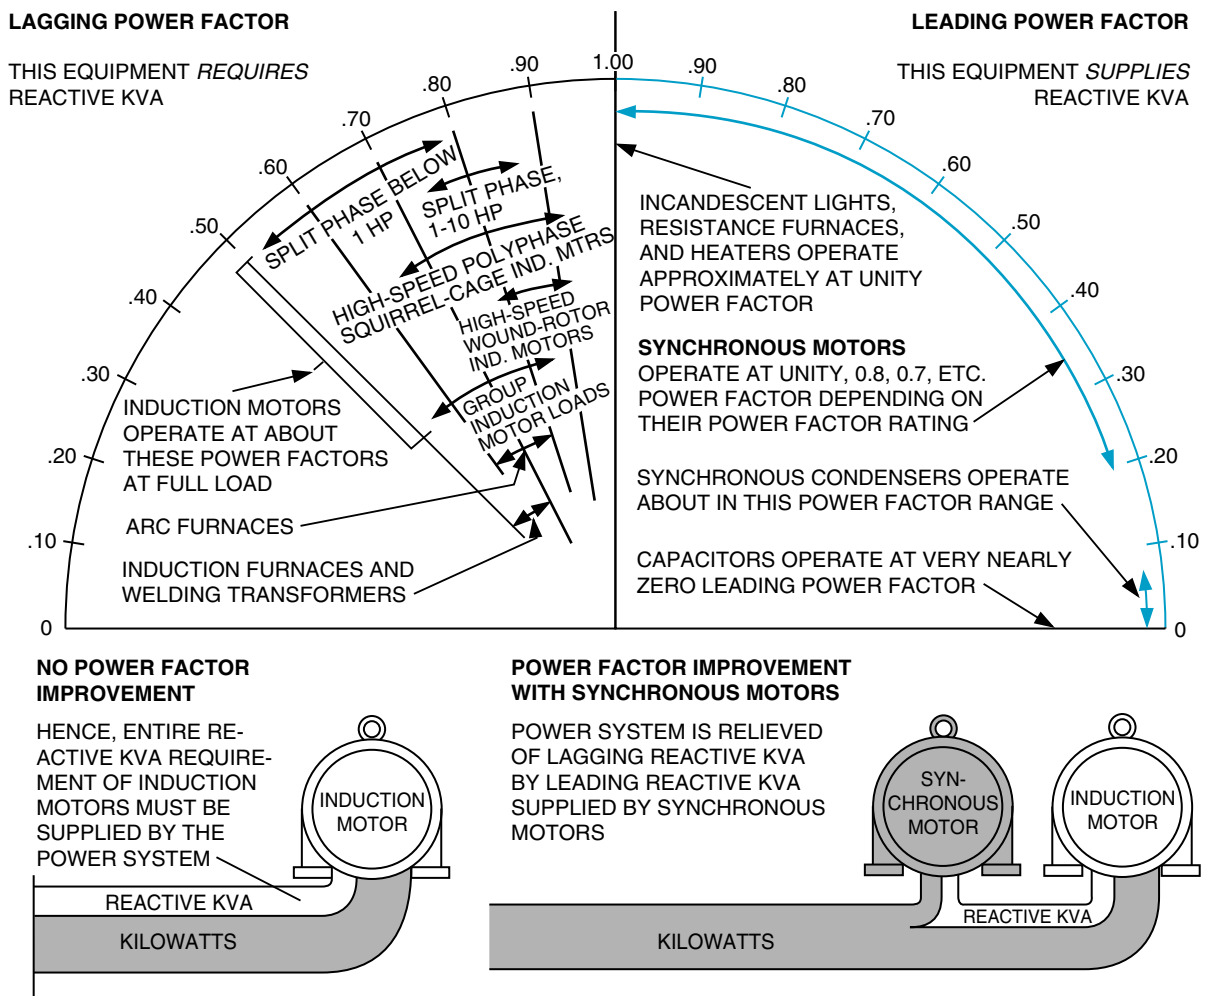 LAGGING POWER FACTOR
THIS EQUIPMENT REQUIRES
REACTIVE KVA
LEADING POWER FACTOR
THIS EQUIPMENT SUPPLIES
REACTIVE KVA
0
.10
.20
.30
.40
.50
.60
.70
.80
.90
1.00
.90
.80
.70
.60
.50
.40
.30
.20
.10
0
SPLIT PHASE BELOW
1 HP
SPLIT PHASE,
1-10 HP
HIGH-SPEED POLYPHASE
SQUIRREL-CAGE IND. MTRS
HIGH-SPEED
WOUND-ROTOR
IND. MOTORS
GROUP
INDUCTION
MOTOR LOADS
INDUCTION MOTORS
OPERATE AT ABOUT
THESE POWER FACTORS
AT FULL LOAD
ARC FURNACES
INDUCTION FURNACES AND
WELDING TRANSFORMERS
INCANDESCENT LIGHTS,
RESISTANCE FURNACES,
AND HEATERS OPERATE
APPROXIMATELY AT UNITY
POWER FACTOR
SYNCHRONOUS MOTORS
OPERATE AT UNITY, 0.8, 0.7, ETC.
POWER FACTOR DEPENDING ON
THEIR POWER FACTOR RATING
SYNCHRONOUS CONDENSERS OPERATE
ABOUT IN THIS POWER FACTOR RANGE
CAPACITORS OPERATE AT VERY NEARLY
ZERO LEADING POWER FACTOR
NO POWER FACTOR
IMPROVEMENT
HENCE, ENTIRE RE-
ACTIVE KVA REQUIRE-
MENT OF INDUCTION
MOTORS MUST BE
SUPPLIED BY THE
POWER SYSTEM
INDUCTION
MOTOR
REACTIVE KVA
KILOWATTS
POWER FACTOR IMPROVEMENT
WITH SYNCHRONOUS MOTORS
POWER SYSTEM IS RELIEVED
OF LAGGING REACTIVE KVA
BY LEADING REACTIVE KVA
SUPPLIED BY SYNCHRONOUS
MOTORS
SYN-
CHRONOUS
MOTOR
INDUCTION
MOTOR
REACTIVE KVA
KILOWATTS